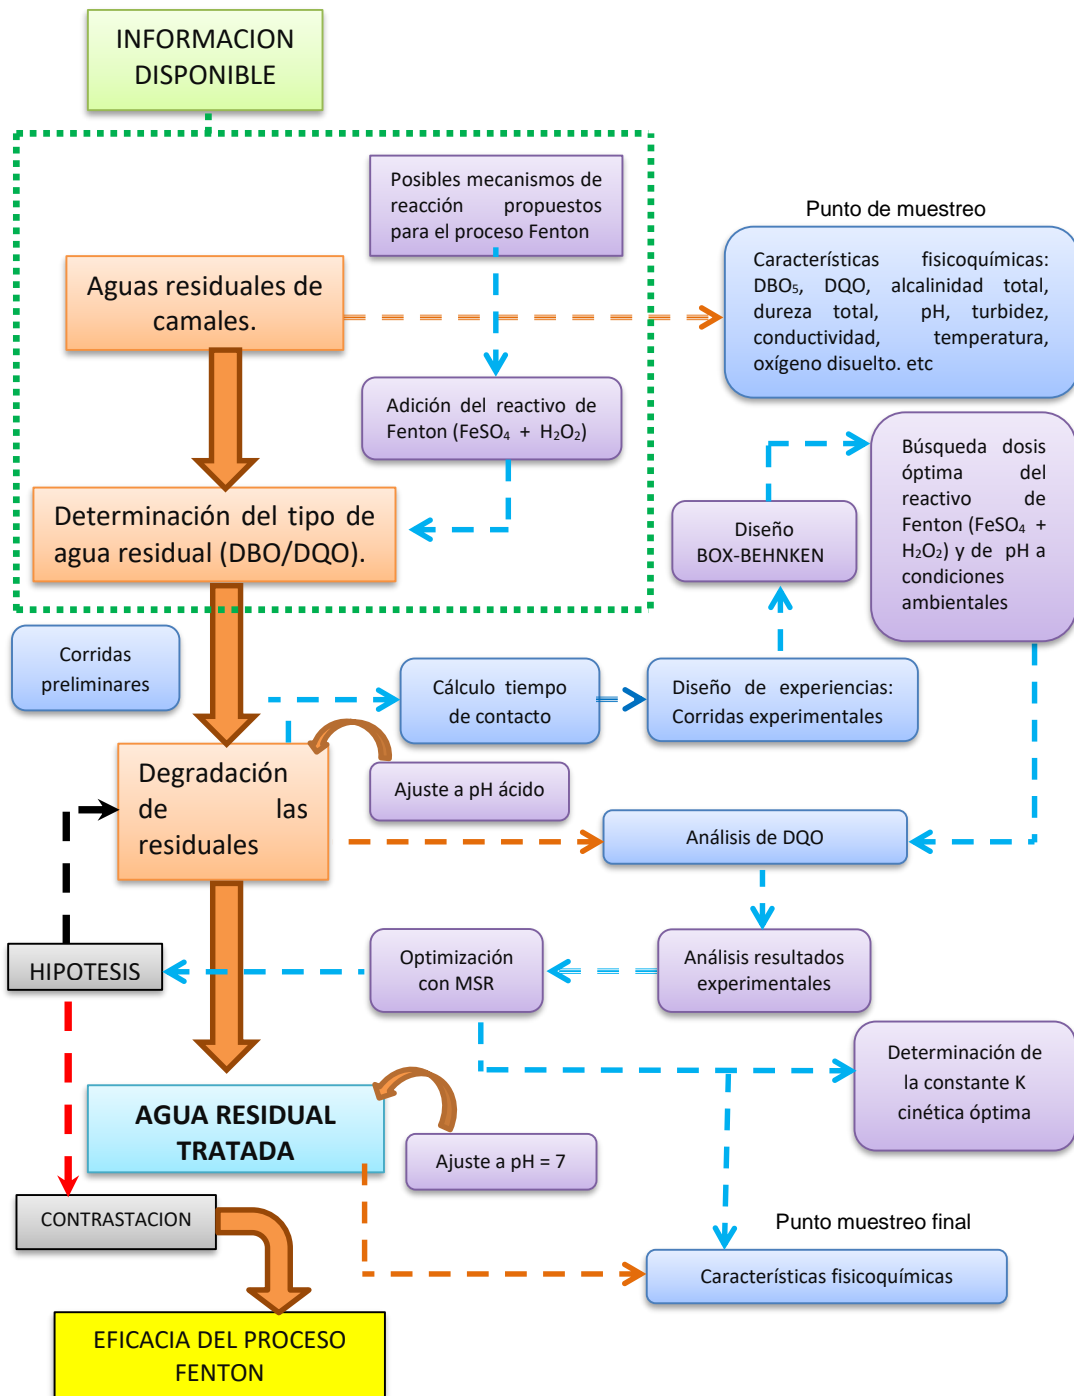 INFORMACION
DISPONIBLE
Posibles mecanismos de
reacción propuestos
para el proceso Fenton
Punto de muestreo
Aguas residuales de
camales.
Características fisicoquímicas:
DBO₅, DQO, alcalinidad total,
dureza total, pH, turbidez,
conductividad, temperatura,
oxígeno disuelto. etc
Adición del reactivo de
Fenton (FeSO₄ + H₂O₂)
Búsqueda dosis
óptima del
reactivo de
Fenton (FeSO₄ +
H₂O₂) y de pH a
condiciones
ambientales
Determinación del tipo de
agua residual (DBO/DQO).
Diseño
BOX-BEHNKEN
Corridas
preliminares
Cálculo tiempo
de contacto
Diseño de experiencias:
Corridas experimentales
Degradación
de las
residuales
Ajuste a pH ácido
Análisis de DQO
HIPOTESIS
Optimización
con MSR
Análisis resultados
experimentales
Determinación de
la constante K
cinética óptima
AGUA RESIDUAL
TRATADA
Ajuste a pH = 7
CONTRASTACION
Punto muestreo final
Características fisicoquímicas
EFICACIA DEL PROCESO
FENTON